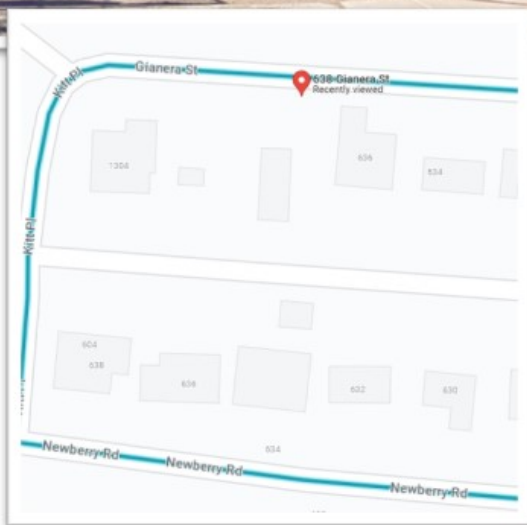 Gianera St
638 Gianera St
Recently viewed
Kitt Pl
636
1304
634
Kitt Pl
604
638
636
632
630
634
Newberry Rd
Newberry Rd
Newberry Rd